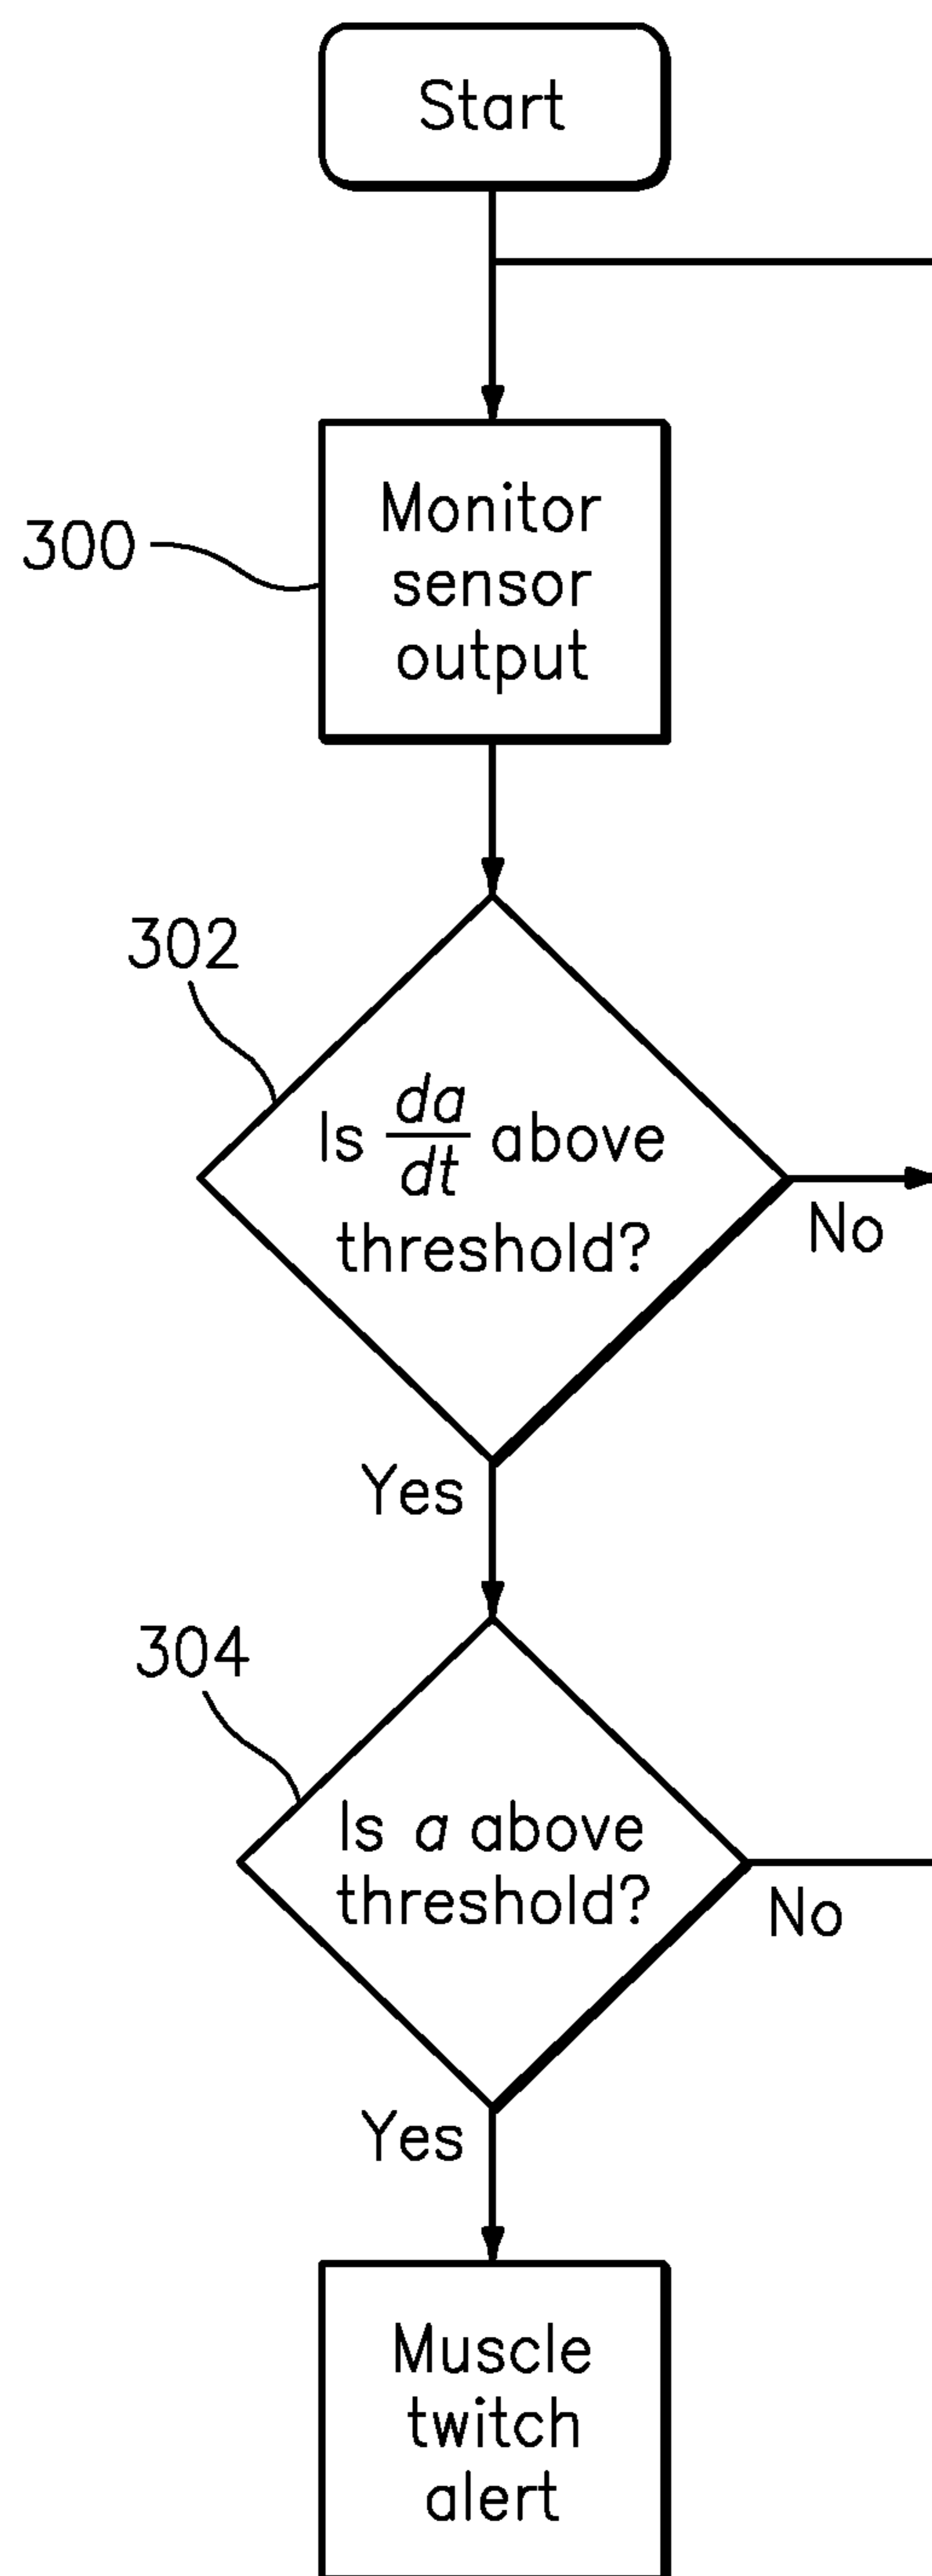 Start
300
Monitor
sensor
output
302
Is da/dt above
threshold?
No
Yes
304
Is a above
threshold?
No
Yes
Muscle
twitch
alert